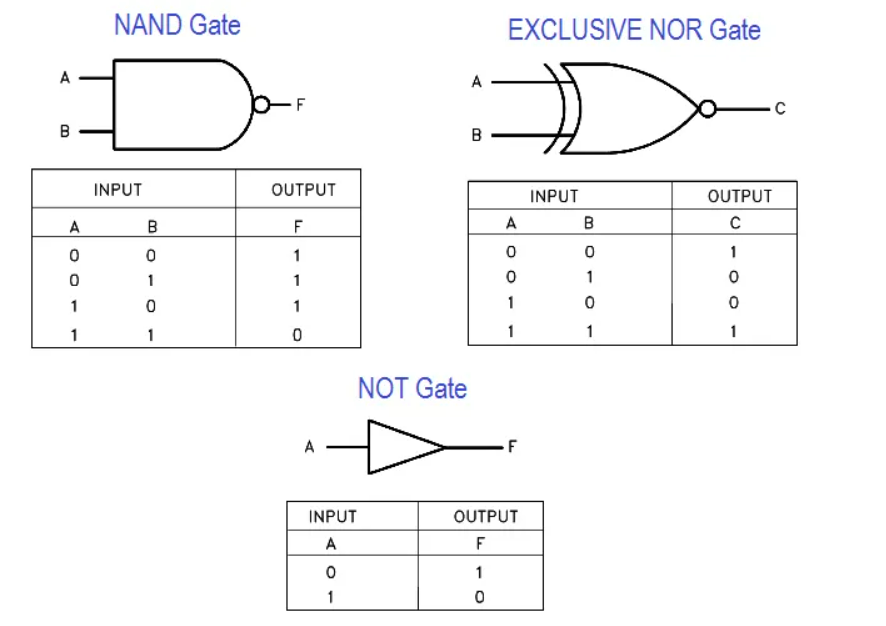 NAND Gate
A
B
F
INPUT OUTPUT
A B F
0 0 1
0 1 1
1 0 1
1 1 0
EXCLUSIVE NOR Gate
A
B
C
INPUT OUTPUT
A B C
0 0 1
0 1 0
1 0 0
1 1 1
NOT Gate
A F
INPUT OUTPUT
A F
0 1
1 0